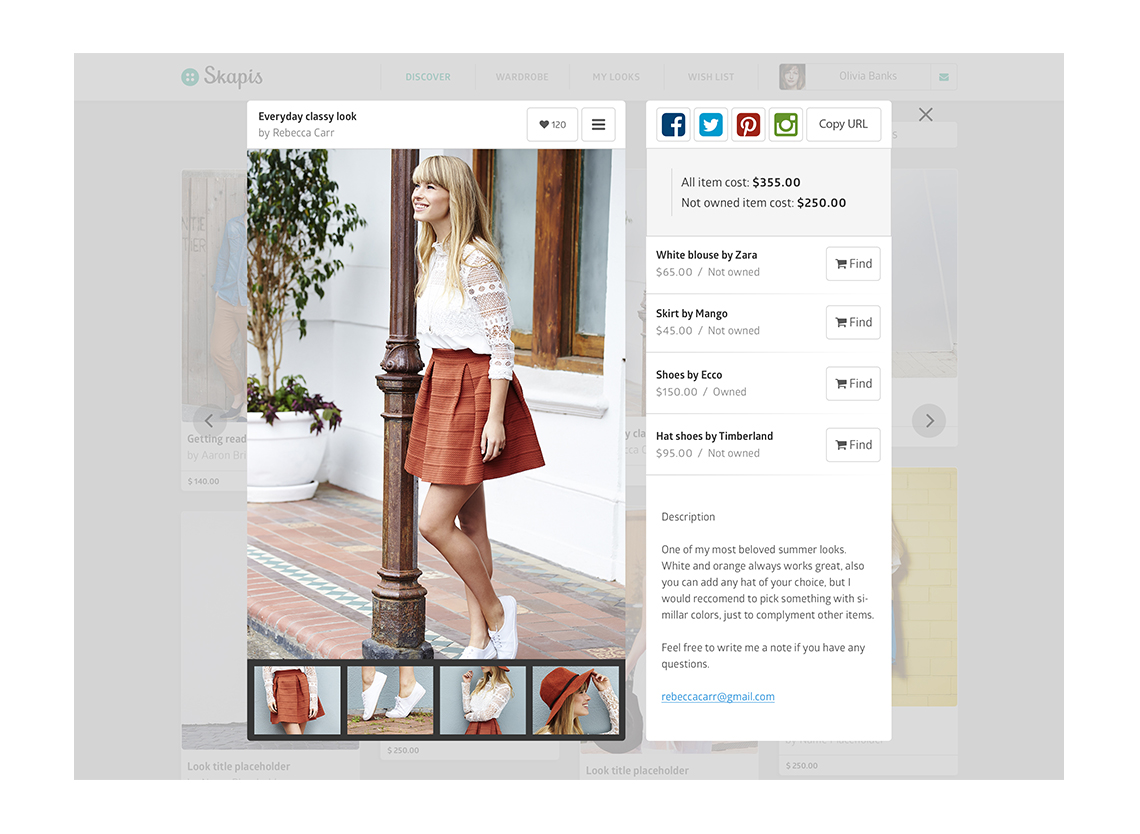 Skapis
DISCOVER
WARDROBE
MY LOOKS
WISH LIST
Olivia Banks
Everyday classy look
by Rebecca Carr
120
Copy URL
All item cost: $355.00
Not owned item cost: $250.00
White blouse by Zara
$65.00 / Not owned
Find
Skirt by Mango
$45.00 / Not owned
Find
Shoes by Ecco
$150.00 / Owned
Find
Hat shoes by Timberland
$95.00 / Not owned
Find
Description
One of my most beloved summer looks.
White and orange always works great, also
you can add any hat of your choice, but I
would reccomend to pick something with si-
millar colors, just to complyment other items.
Feel free to write me a note if you have any
questions.
rebeccacarr@gmail.com
Getting read
by Aaron Bri
$ 140.00
Look title placeholder
$ 250.00
Look title placeholder
by Name Placeholder
$ 250.00